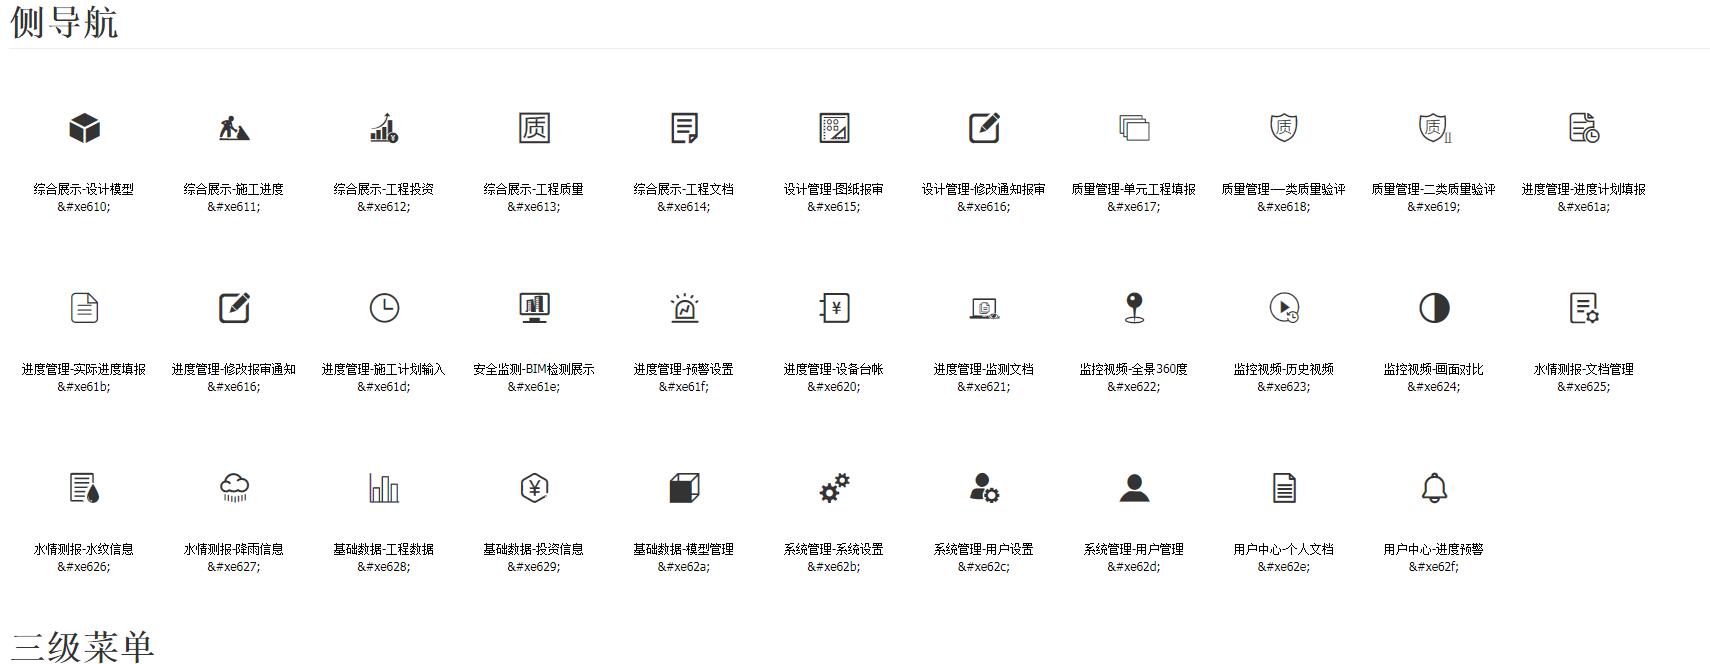 侧导航
质
质
质
综合展示-设计模型 综合展示-施工进度 综合展示-工程投资 综合展示-工程质量 综合展示-工程文档 设计管理-图纸报审 设计管理-修改通知报审 质量管理-单元工程填报 质量管理-一类质量验评 质量管理-二类质量验评 进度管理-进度计划填报
&#xe610; &#xe611; &#xe612; &#xe613; &#xe614; &#xe615; &#xe616; &#xe617; &#xe618; &#xe619; &#xe61a;
¥
进度管理-实际进度填报 进度管理-修改报审通知 进度管理-施工计划输入 安全监测-BIM检测展示 进度管理-预警设置 进度管理-设备台帐 进度管理-监测文档 监控视频-全景360度 监控视频-历史视频 监控视频-画面对比 水情测报-文档管理
&#xe61b; &#xe616; &#xe61d; &#xe61e; &#xe61f; &#xe620; &#xe621; &#xe622; &#xe623; &#xe624; &#xe625;
¥
水情测报-水纹信息 水情测报-降雨信息 基础数据-工程数据 基础数据-投资信息 基础数据-模型管理 系统管理-系统设置 系统管理-用户设置 系统管理-用户管理 用户中心-个人文档 用户中心-进度预警
&#xe626; &#xe627; &#xe628; &#xe629; &#xe62a; &#xe62b; &#xe62c; &#xe62d; &#xe62e; &#xe62f;
三级菜单